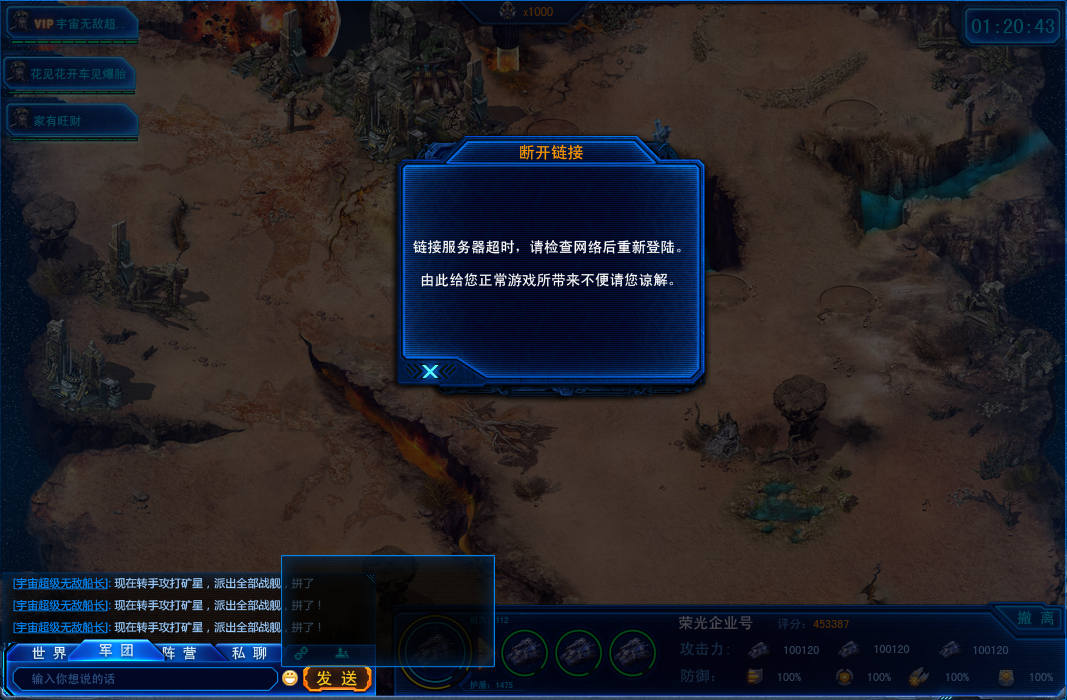 VIP 宇宙无敌超..
x1000
01:20:43
花见花开车见爆胎
家有旺财
断开链接
链接服务器超时，请检查网络后重新登陆。
由此给您正常游戏所带来不便请您谅解。
[宇宙超级无敌船长]: 现在转手攻打矿星，派出全部战舰，拼了
[宇宙超级无敌船长]: 现在转手攻打矿星，派出全部战舰，拼了！
[宇宙超级无敌船长]: 现在转手攻打矿星，派出全部战舰，拼了！
世界 军团 阵营 私聊
输入你想说的话
发送
护盾：1475
荣光企业号 评分：453387
撤离
攻击力： 100120 100120 100120
防御： 100% 100% 100% 100%